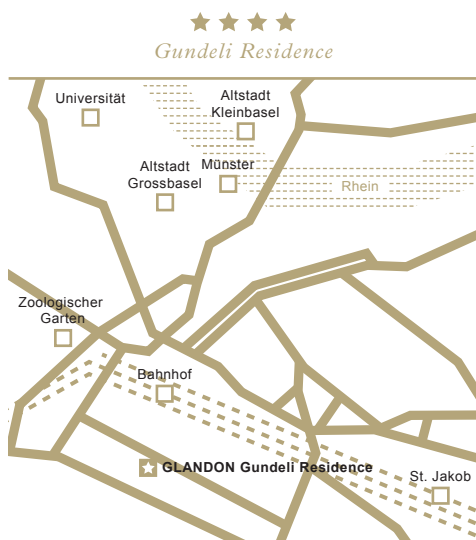 Gundeli Residence
Universität
Altstadt
Kleinbasel
Altstadt
Grossbasel
Münster
Rhein
Zoologischer
Garten
Bahnhof
GLANDON Gundeli Residence
St. Jakob